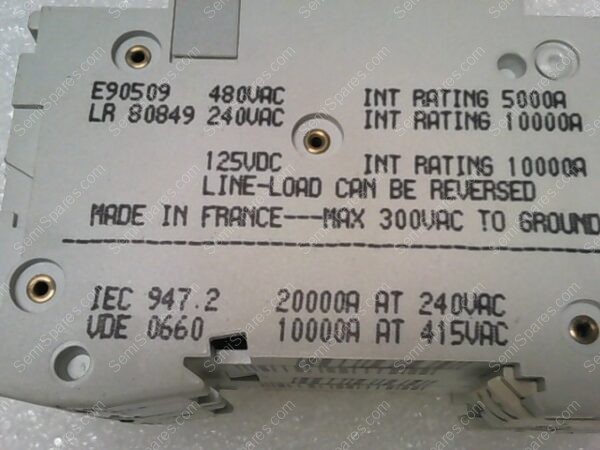 E90509 480VAC INT RATING 5000A
LR 80849 240VAC INT RATING 10000A
125VDC INT RATING 10000A
LINE-LOAD CAN BE REVERSED
MADE IN FRANCE---MAX 300VAC TO GROUND
IEC 947.2 20000A AT 240VAC
VDE 0660 10000A AT 415VAC
SemiSpares.com